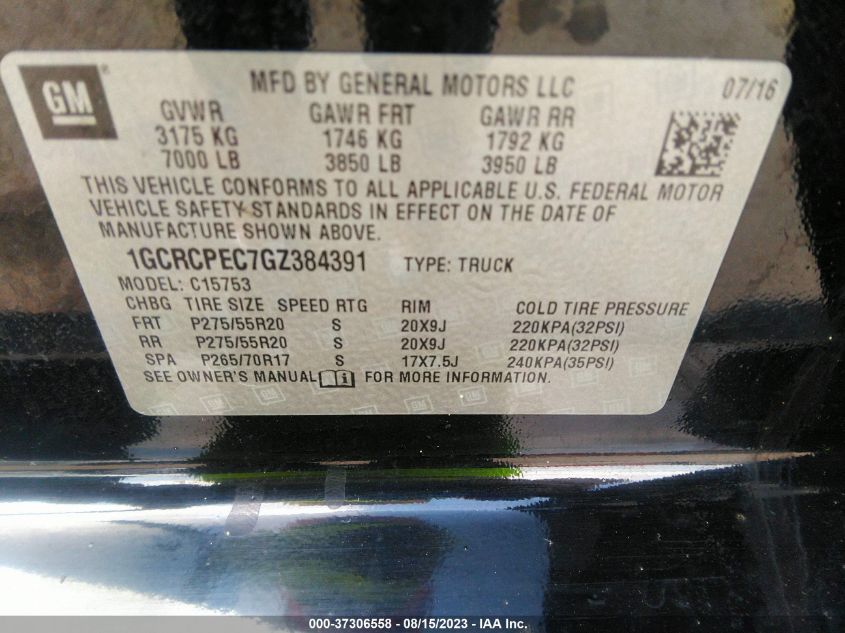 GM
MFD BY GENERAL MOTORS LLC 07/16
GVWR GAWR FRT GAWR RR
3175 KG 1746 KG 1792 KG
7000 LB 3850 LB 3950 LB
THIS VEHICLE CONFORMS TO ALL APPLICABLE U.S. FEDERAL MOTOR
VEHICLE SAFETY STANDARDS IN EFFECT ON THE DATE OF
MANUFACTURE SHOWN ABOVE.
1GCRCPEC7GZ384391 TYPE: TRUCK
MODEL: C15753
CHBG TIRE SIZE SPEED RTG RIM COLD TIRE PRESSURE
FRT P275/55R20 S 20X9J 220KPA(32PSI)
RR P275/55R20 S 20X9J 220KPA(32PSI)
SPA P265/70R17 S 17X7.5J 240KPA(35PSI)
SEE OWNER'S MANUAL FOR MORE INFORMATION.
000-37306558 - 08/15/2023 - IAA Inc.